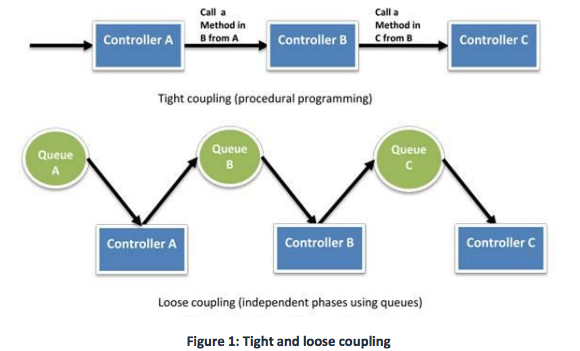 Call a
Method in
B from A
Call a
Method in
C from B
Controller A
Controller B
Controller C
Tight coupling (procedural programming)
Queue
A
Queue
B
Queue
C
Controller A
Controller B
Controller C
Loose coupling (independent phases using queues)
Figure 1: Tight and loose coupling